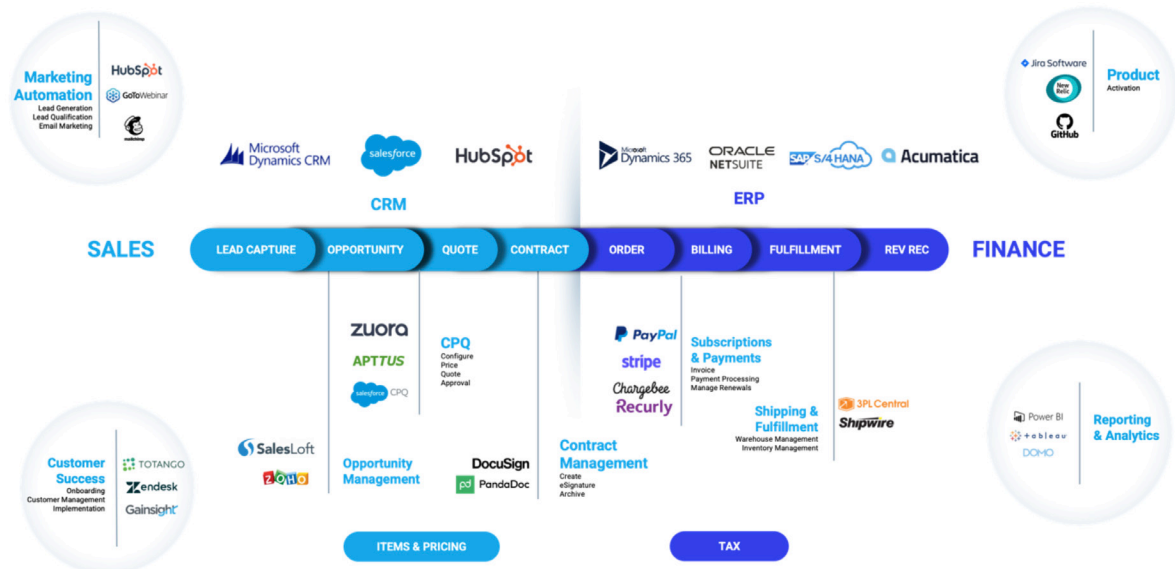 Marketing
Automation
Lead Generation
Lead Qualification
Email Marketing
HubSpot
GoToWebinar
mailchimp
Microsoft
Dynamics CRM
salesforce
HubSpot
CRM
Microsoft
Dynamics 365
ORACLE
NETSUITE
SAP S/4HANA
Acumatica
ERP
Jira Software
New
Relic
GitHub
Product
Activation
SALES
LEAD CAPTURE
OPPORTUNITY
QUOTE
CONTRACT
ORDER
BILLING
FULFILLMENT
REV REC
FINANCE
zuora
APTTUS
salesforce CPQ
CPQ
Configure
Price
Quote
Approval
PayPal
stripe
Chargebee
Recurly
Subscriptions
& Payments
Invoice
Payment Processing
Manage Renewals
Shipping &
Fulfillment
Warehouse Management
Inventory Management
3PL Central
Shipwire
Customer
Success
Onboarding
Customer Management
Implementation
TOTANGO
Zendesk
Gainsight
SalesLoft
ZOHO
Opportunity
Management
DocuSign
pd PandaDoc
Contract
Management
Create
eSignature
Archive
Power BI
tableau
DOMO
Reporting
& Analytics
ITEMS & PRICING
TAX